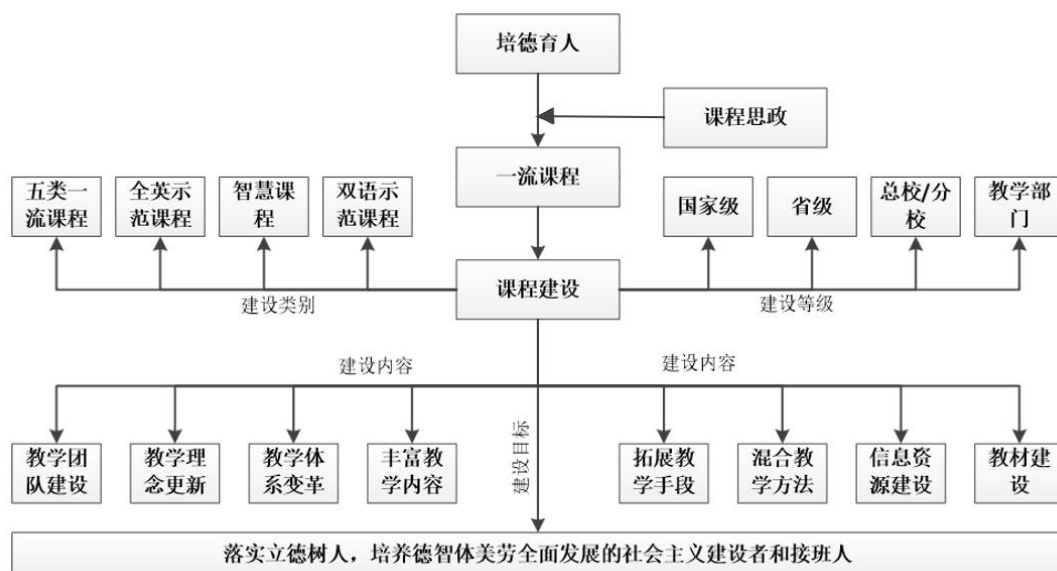 培德育人
课程思政
一流课程
五类一
流课程
全英示
范课程
智慧课
程
双语示
范课程
国家级
省级
总校/分
校
教学部
门
课程建设
建设类别
建设等级
建设内容
建设内容
建设目标
教学团
队建设
教学理
念更新
教学体
系变革
丰富教
学内容
拓展教
学手段
混合教
学方法
信息资
源建设
教材建
设
落实立德树人，培养德智体美劳全面发展的社会主义建设者和接班人